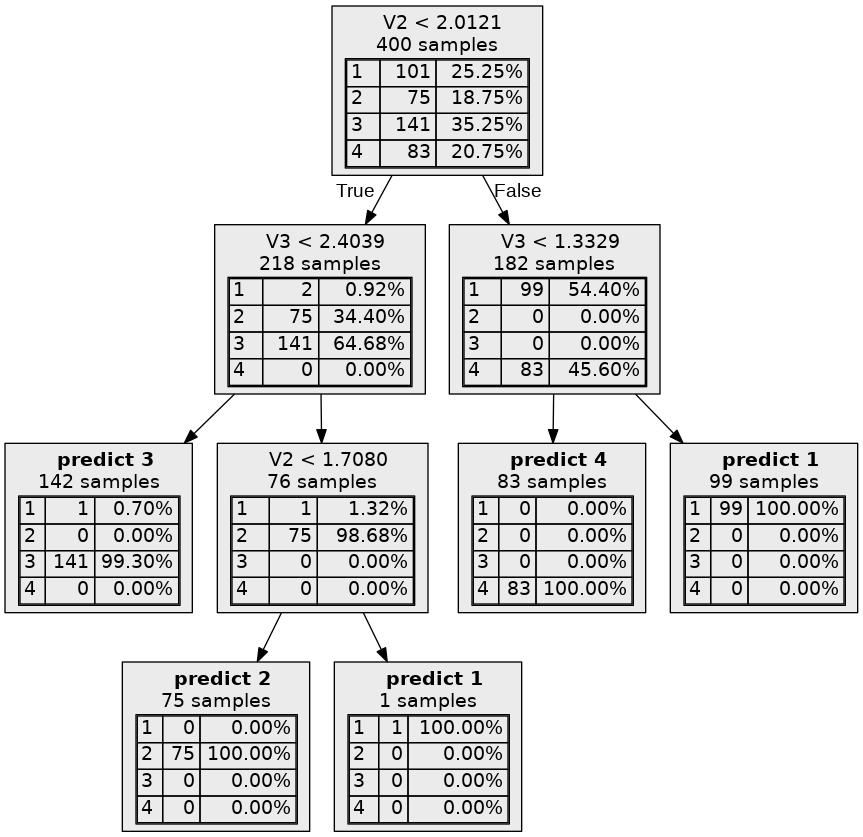 V2 < 2.0121
400 samples
1 101 25.25%
2 75 18.75%
3 141 35.25%
4 83 20.75%
True
False
V3 < 2.4039
218 samples
1 2 0.92%
2 75 34.40%
3 141 64.68%
4 0 0.00%
V3 < 1.3329
182 samples
1 99 54.40%
2 0 0.00%
3 0 0.00%
4 83 45.60%
predict 3
142 samples
1 1 0.70%
2 0 0.00%
3 141 99.30%
4 0 0.00%
V2 < 1.7080
76 samples
1 1 1.32%
2 75 98.68%
3 0 0.00%
4 0 0.00%
predict 4
83 samples
1 0 0.00%
2 0 0.00%
3 0 0.00%
4 83 100.00%
predict 1
99 samples
1 99 100.00%
2 0 0.00%
3 0 0.00%
4 0 0.00%
predict 2
75 samples
1 0 0.00%
2 75 100.00%
3 0 0.00%
4 0 0.00%
predict 1
1 samples
1 1 100.00%
2 0 0.00%
3 0 0.00%
4 0 0.00%